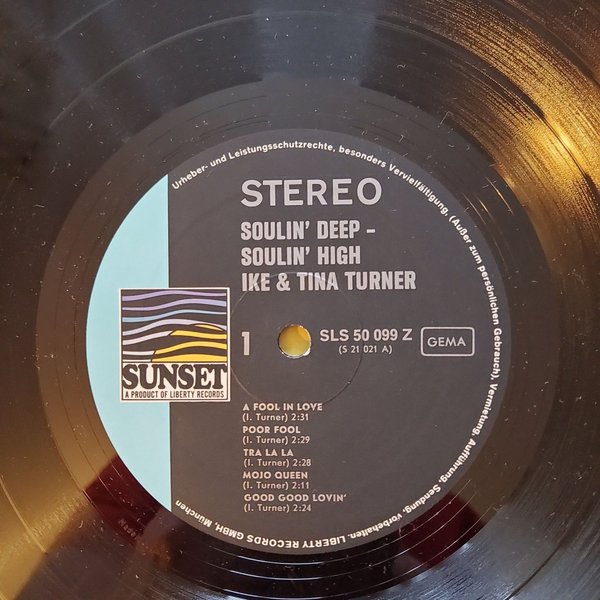 Urheber- und Leistungsschutzrechte, besonders Vervielfältigung, (Außer zum persönlichen Gebrauch), Vermietung, Aufführung, Sendung, vorbehalten. LIBERTY RECORDS GMBH, München
STEREO
SOULIN' DEEP –
SOULIN' HIGH
IKE & TINA TURNER
1
SLS 50 099 Z
(S 21 021 A)
GEMA
SUNSET
A PRODUCT OF LIBERTY RECORDS
A FOOL IN LOVE
(I. Turner) 2:31
POOR FOOL
(I. Turner) 2:29
TRA LA LA
(I. Turner) 2:28
MOJO QUEEN
(I. Turner) 2:11
GOOD GOOD LOVIN'
(I. Turner) 2:24